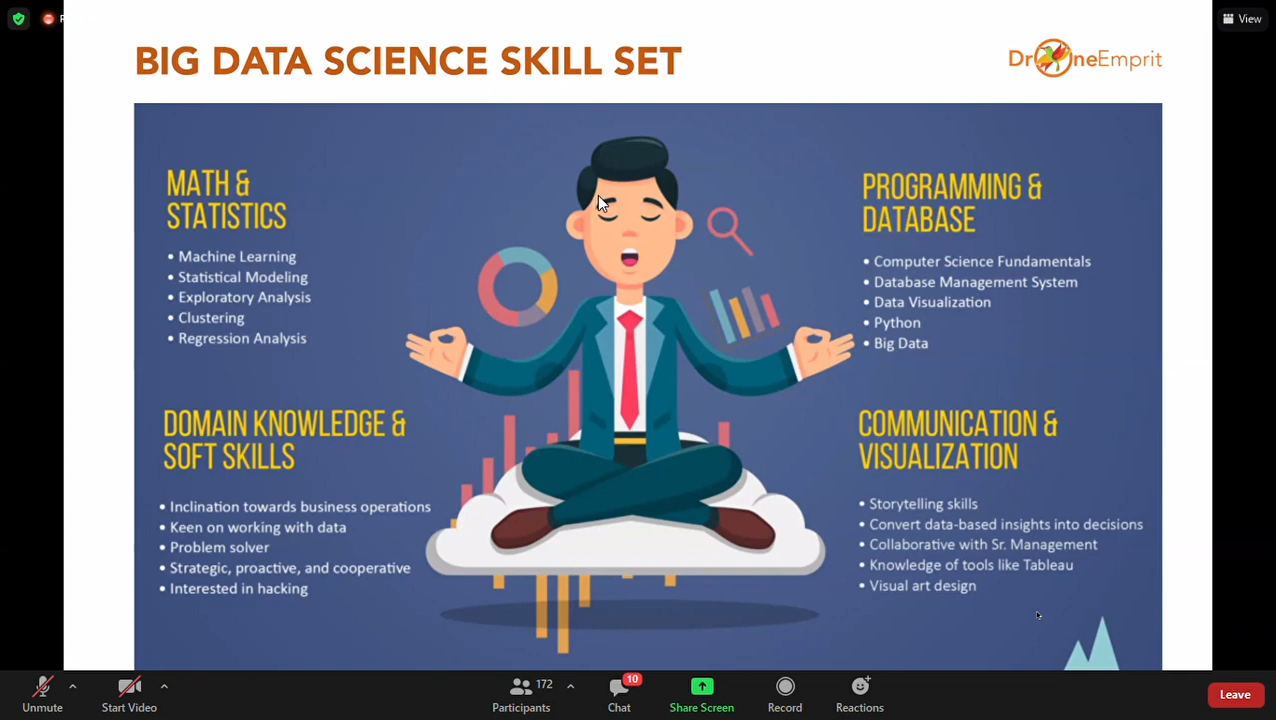 View
BIG DATA SCIENCE SKILL SET
DroneEmprit
MATH &
STATISTICS
• Machine Learning
• Statistical Modeling
• Exploratory Analysis
• Clustering
• Regression Analysis
PROGRAMMING &
DATABASE
• Computer Science Fundamentals
• Database Management System
• Data Visualization
• Python
• Big Data
DOMAIN KNOWLEDGE &
SOFT SKILLS
• Inclination towards business operations
• Keen on working with data
• Problem solver
• Strategic, proactive, and cooperative
• Interested in hacking
COMMUNICATION &
VISUALIZATION
• Storytelling skills
• Convert data-based insights into decisions
• Collaborative with Sr. Management
• Knowledge of tools like Tableau
• Visual art design
Unmute
Start Video
172
Participants
10
Chat
Share Screen
Record
Reactions
Leave